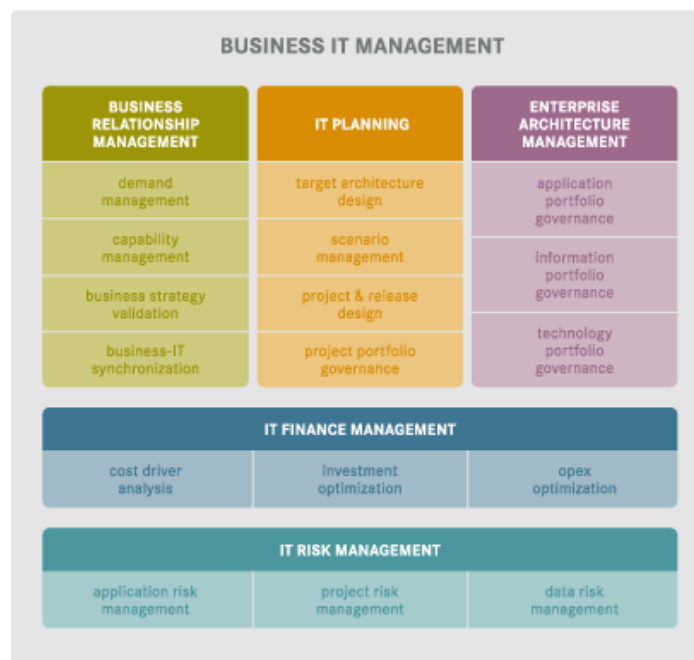 BUSINESS IT MANAGEMENT
BUSINESS
RELATIONSHIP
MANAGEMENT
demand
management
capability
management
business strategy
validation
business-IT
synchronization
IT PLANNING
target architecture
design
scenario
management
project & release
design
project portfolio
governance
ENTERPRISE
ARCHITECTURE
MANAGEMENT
application
portfolio
governance
information
portfolio
governance
technology
portfolio
governance
IT FINANCE MANAGEMENT
cost driver
analysis
investment
optimization
opex
optimization
IT RISK MANAGEMENT
application risk
management
project risk
management
data risk
management